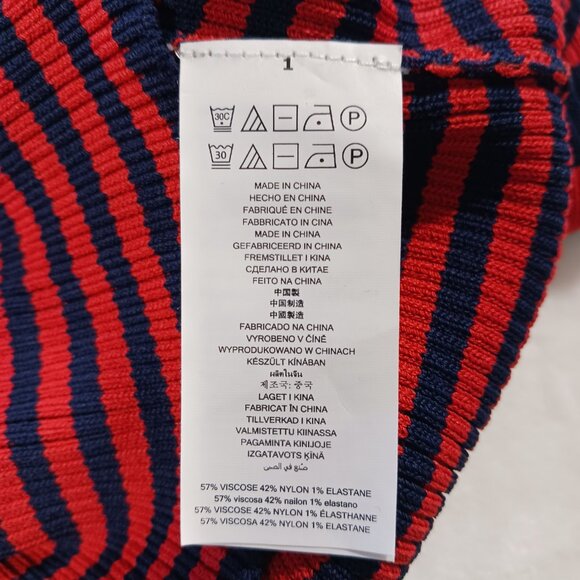 1
30C P
30 P
MADE IN CHINA
HECHO EN CHINA
FABRIQUÉ EN CHINE
FABBRICATO IN CINA
MADE IN CHINA
GEFABRICEERD IN CHINA
FREMSTILLET I KINA
СДЕЛАНО В КИТАЕ
FEITO NA CHINA
中国製
中国制造
中國製造
FABRICADO NA CHINA
VYROBENO V ČÍNĚ
WYPRODUKOWANO W CHINACH
KÉSZÜLT KÍNÁBAN
ผลิตในจีน
제조국: 중국
LAGET I KINA
FABRICAT ÎN CHINA
TILLVERKAD I KINA
VALMISTETTU KIINASSA
PAGAMINTA KINIJOJE
IZGATAVOTS ĶĪNĀ
صنع في الصين
57% VISCOSE 42% NYLON 1% ELASTANE
57% viscosa 42% nailon 1% elastano
57% VISCOSE 42% NYLON 1% ÉLASTHANNE
57% VISCOSE 42% NYLON 1% ELASTANE